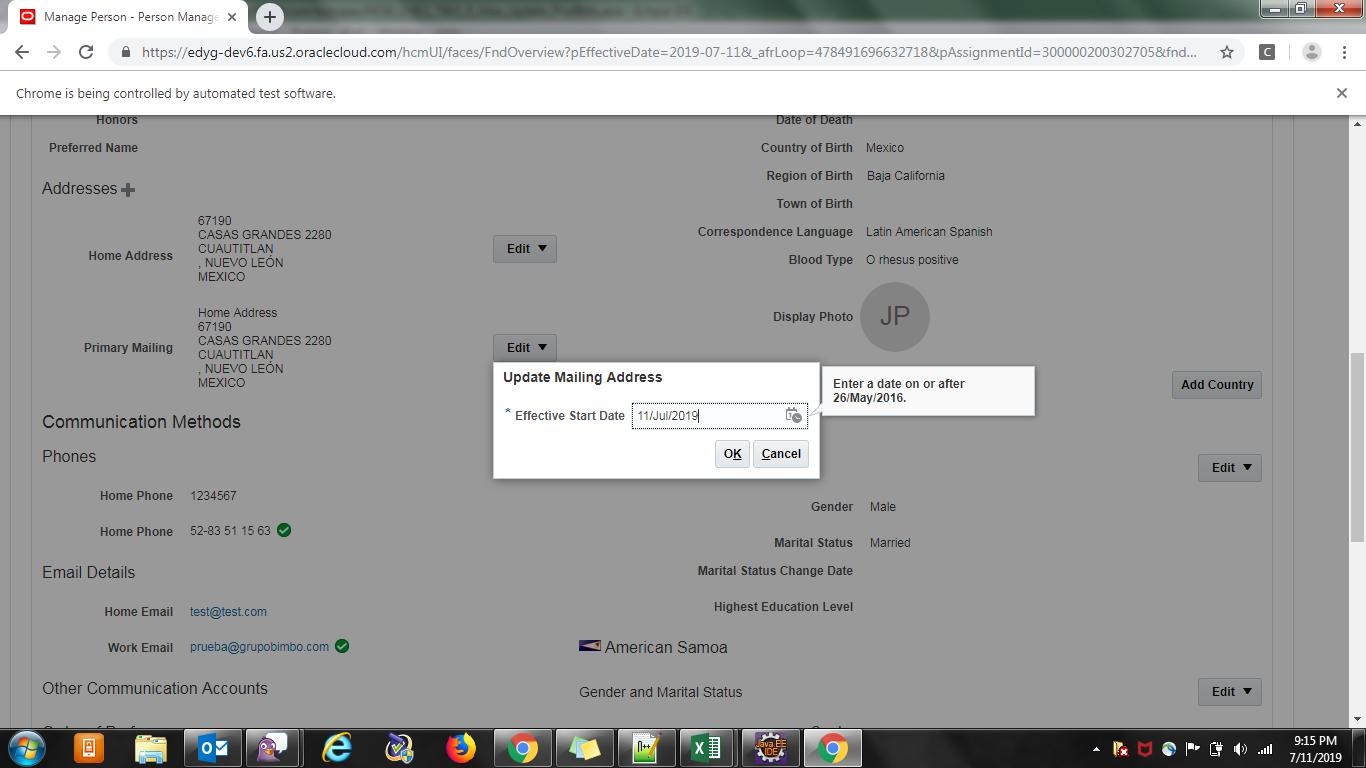 Manage Person - Person Manage
https://edyg-dev6.fa.us2.oraclecloud.com/hcmUI/faces/FndOverview?pEffectiveDate=2019-07-11&_afrLoop=478491696632718&pAssignmentId=300000200302705&fnd...
C
Chrome is being controlled by automated test software.
Honors
Preferred Name
Addresses
Home Address
67190
CASAS GRANDES 2280
CUAUTITLAN
, NUEVO LEÓN
MEXICO
Edit
Primary Mailing
Home Address
67190
CASAS GRANDES 2280
CUAUTITLAN
, NUEVO LEÓN
MEXICO
Edit
Communication Methods
Phones
Home Phone 1234567
Home Phone 52-83 51 15 63
Email Details
Home Email test@test.com
Work Email prueba@grupobimbo.com
Other Communication Accounts
Date of Death
Country of Birth Mexico
Region of Birth Baja California
Town of Birth
Correspondence Language Latin American Spanish
Blood Type O rhesus positive
Display Photo JP
Add Country
Update Mailing Address
* Effective Start Date 11/Jul/2019
OK Cancel
Enter a date on or after
26/May/2016.
Edit
Gender Male
Marital Status Married
Marital Status Change Date
Highest Education Level
American Samoa
Gender and Marital Status
Edit
Java EE
IDE
9:15 PM
7/11/2019